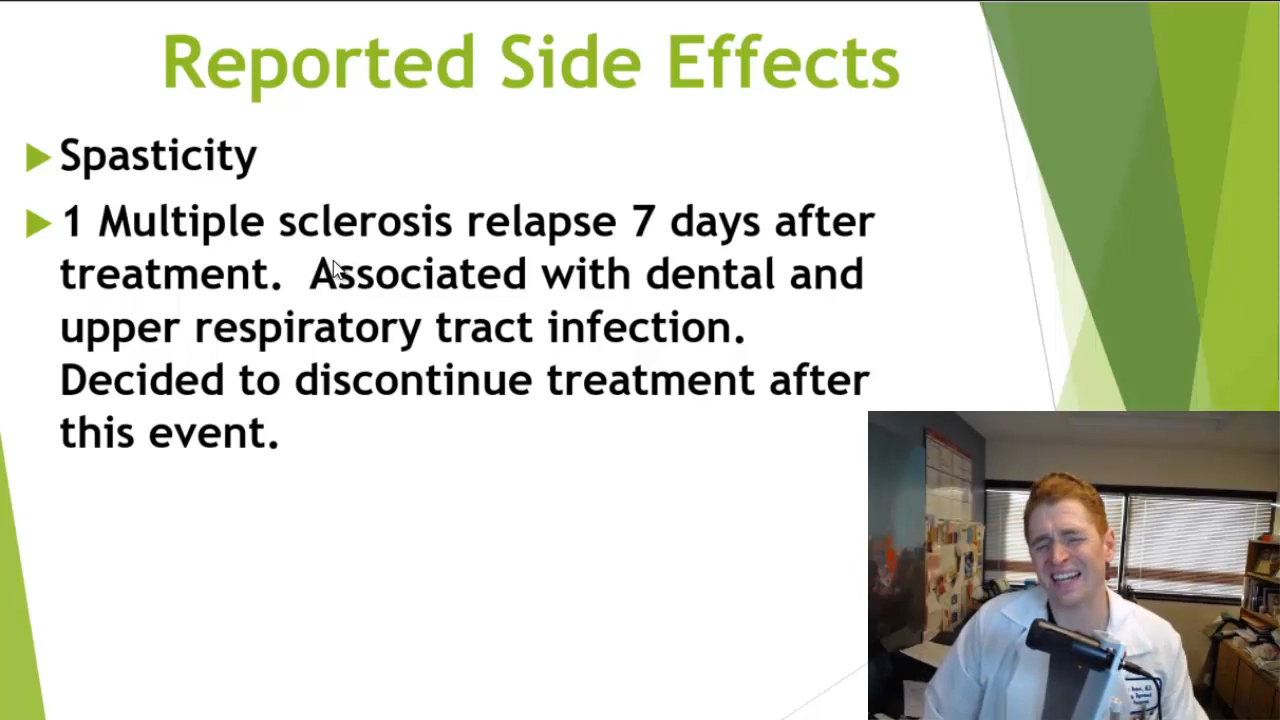 Reported Side Effects
Spasticity
1 Multiple sclerosis relapse 7 days after
treatment.  Associated with dental and
upper respiratory tract infection.
Decided to discontinue treatment after
this event.